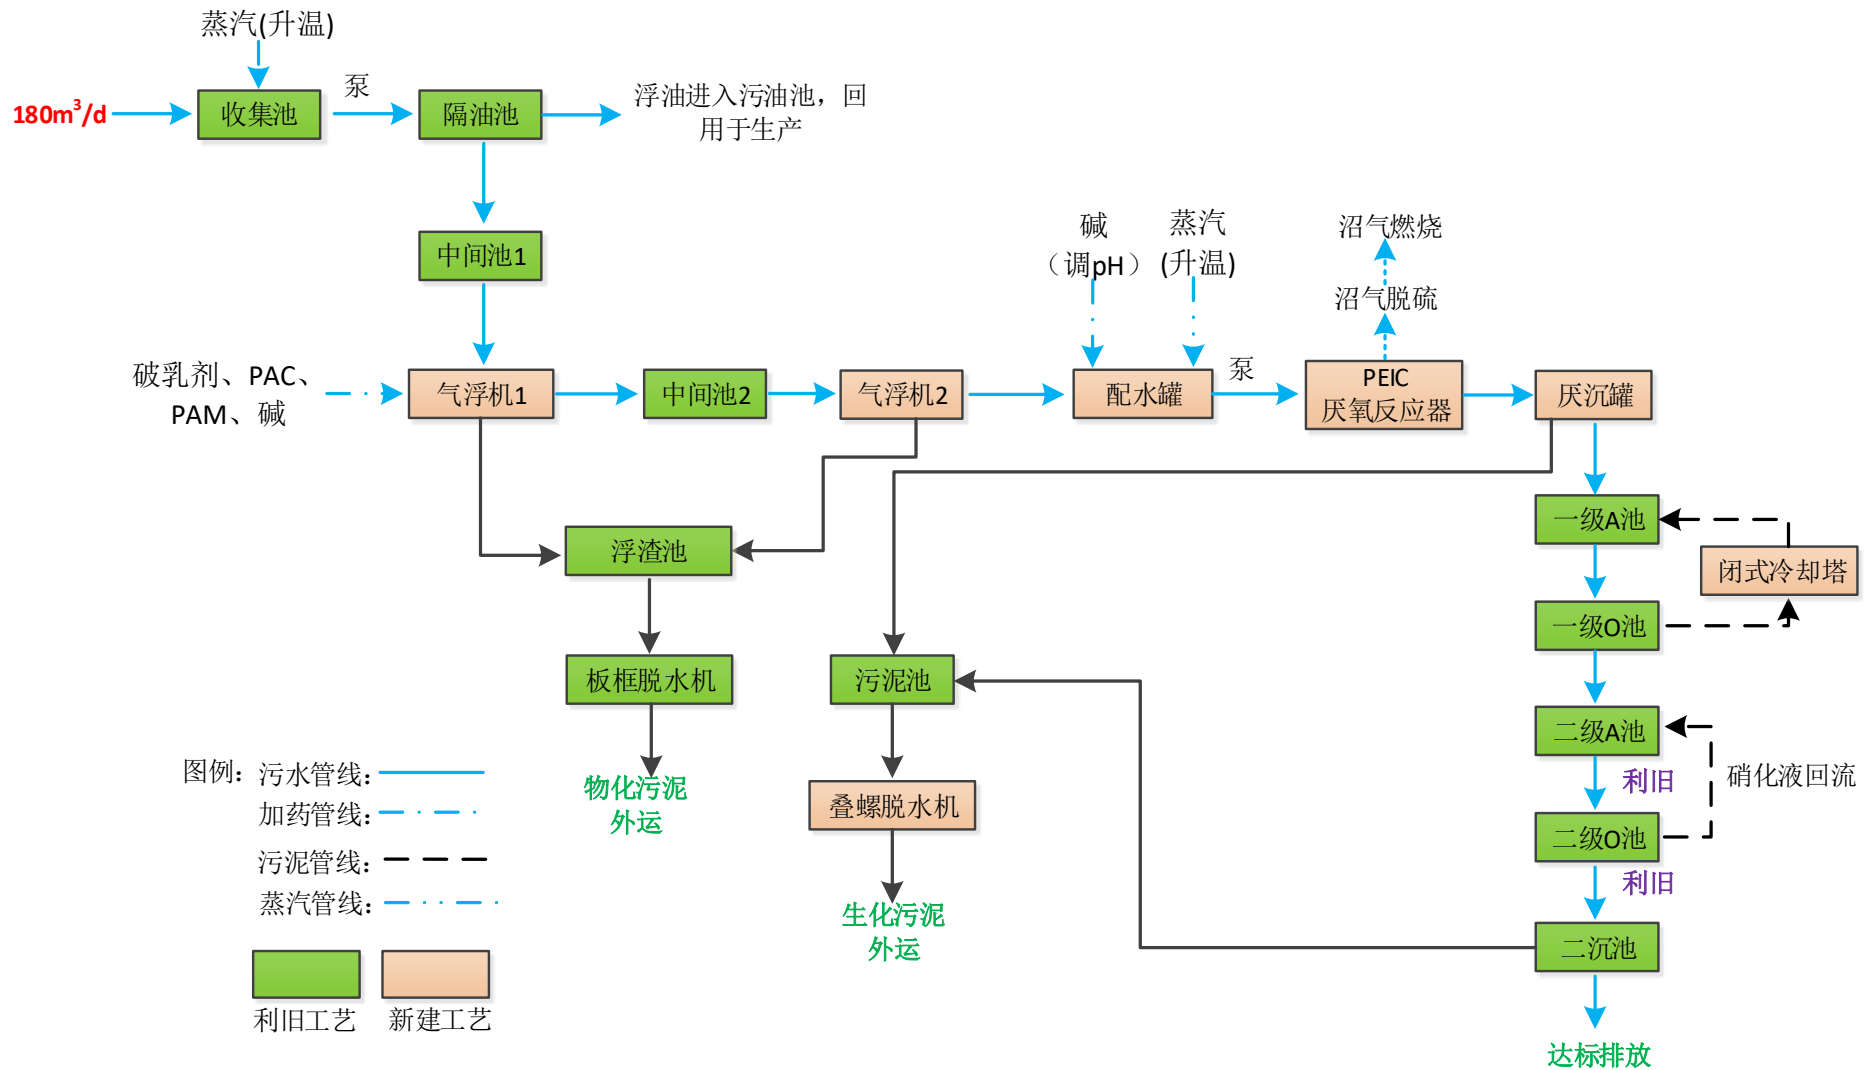 蒸汽(升温)
180m³/d
收集池
泵
隔油池
浮油进入污油池，回
用于生产
中间池1
碱
（调pH）
蒸汽
(升温)
沼气燃烧
沼气脱硫
破乳剂、PAC、
PAM、碱
气浮机1
中间池2
气浮机2
配水罐
泵
PEIC
厌氧反应器
厌沉罐
一级A池
闭式冷却塔
浮渣池
一级O池
板框脱水机
污泥池
二级A池
利旧
硝化液回流
图例：
污水管线：
加药管线：
污泥管线：
蒸汽管线：
物化污泥
外运
叠螺脱水机
二级O池
利旧
生化污泥
外运
二沉池
利旧工艺
新建工艺
达标排放